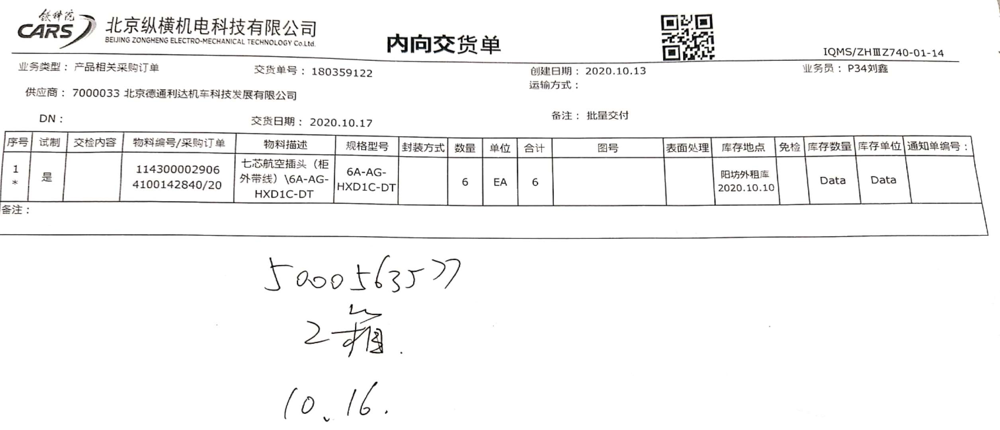 铁科院
CARS
北京纵横机电科技有限公司
BEIJING ZONGHENG ELECTRO-MECHANICAL TECHNOLOGY Co.Ltd.
内向交货单
IQMS/ZHⅢZ740-01-14
业务类型： 产品相关采购订单 交货单号： 180359122 创建日期： 2020.10.13 业务员： P34刘鑫
运输方式：
供应商： 7000033 北京德通利达机车科技发展有限公司
DN： 交货日期： 2020.10.17 备注： 批量交付
序号 试制 交检内容 物料编号/采购订单 物料描述 规格型号 封装方式 数量 单位 合计 图号 表面处理 库存地点 免检 库存数量 库存单位 通知单编号：
1
*
是
114300002906
4100142840/20
七芯航空插头（柜
外带线）\6A-AG-
HXD1C-DT
6A-AG-
HXD1C-DT
6
EA
6
阳坊外租库
2020.10.10
Data
Data
备注：
5000563577
2箱.
10、16.